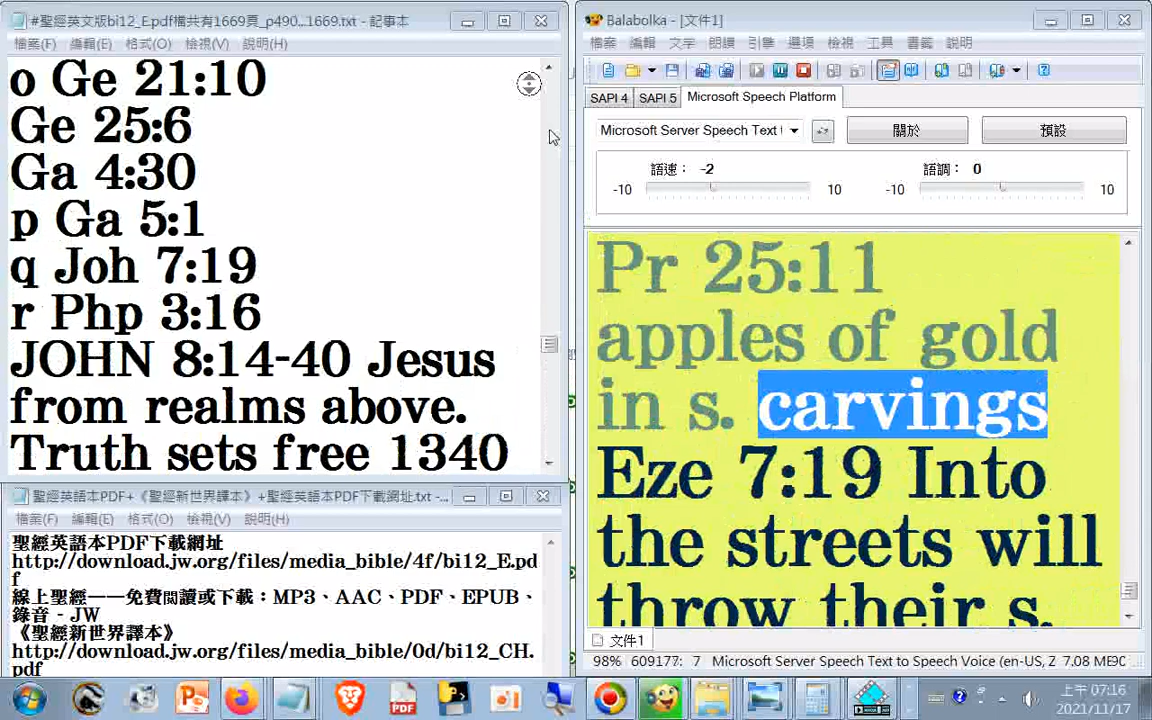 #聖經英文版bi12_E.pdf檔共有1669頁_p490...1669.txt - 記事本
檔案(F) 編輯(E) 格式(O) 檢視(V) 說明(H)
o Ge 21:10
Ge 25:6
Ga 4:30
p Ga 5:1
q Joh 7:19
r Php 3:16
JOHN 8:14-40 Jesus
from realms above.
Truth sets free 1340
聖經英語本PDF+《聖經新世界譯本》+聖經英語本PDF下載網址.txt -...
檔案(F) 編輯(E) 格式(O) 檢視(V) 說明(H)
聖經英語本PDF下載網址
http://download.jw.org/files/media_bible/4f/bi12_E.pd
f
線上聖經——免費閱讀或下載：MP3、AAC、PDF、EPUB、
錄音 - JW
《聖經新世界譯本》
http://download.jw.org/files/media_bible/0d/bi12_CH.
pdf
Balabolka - [文件1]
檔案 編輯 文字 朗讀 引擎 選項 檢視 工具 書籤 說明
SAPI 4 SAPI 5 Microsoft Speech Platform
Microsoft Server Speech Text 關於 預設
語速： -2 語調： 0
-10 10 -10 10
Pr 25:11
apples of gold
in s. carvings
Eze 7:19 Into
the streets will
throw their s.
文件1
98% 609177: 7 Microsoft Server Speech Text to Speech Voice (en-US, Z 7.08 ME
上午 07:16
2021/11/17